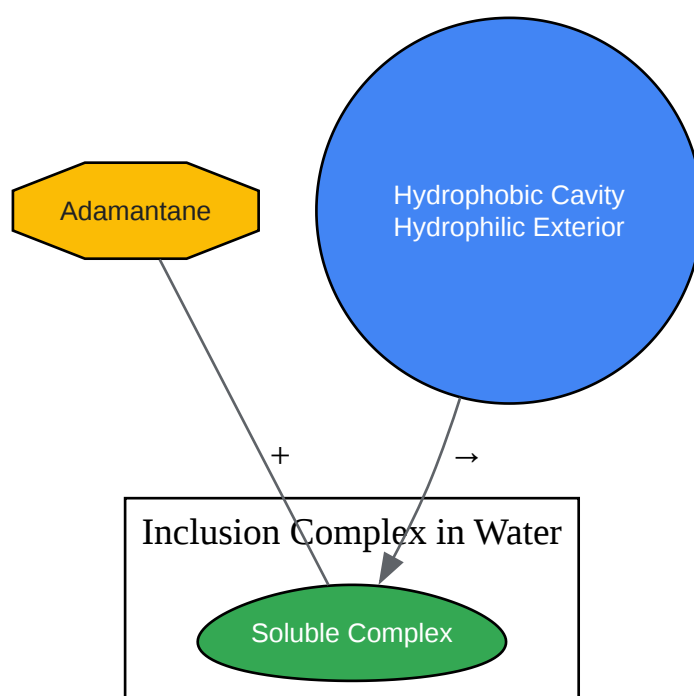 Hydrophobic Cavity
Hydrophilic Exterior
Adamantane
+
→
Inclusion Complex in Water
Soluble Complex